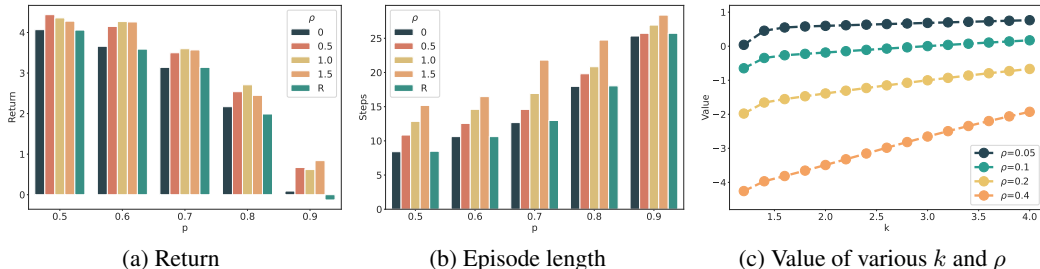 4
3
2
1
0
Return
0.5 0.6 0.7 0.8 0.9
p
ρ
0
0.5
1.0
1.5
R
(a) Return
25
20
15
10
5
0
Steps
0.5 0.6 0.7 0.8 0.9
p
ρ
0
0.5
1.0
1.5
R
(b) Episode length
1
0
−1
−2
−3
−4
Value
1.5 2.0 2.5 3.0 3.5 4.0
k
ρ=0.05
ρ=0.1
ρ=0.2
ρ=0.4
(c) Value of various k and ρ